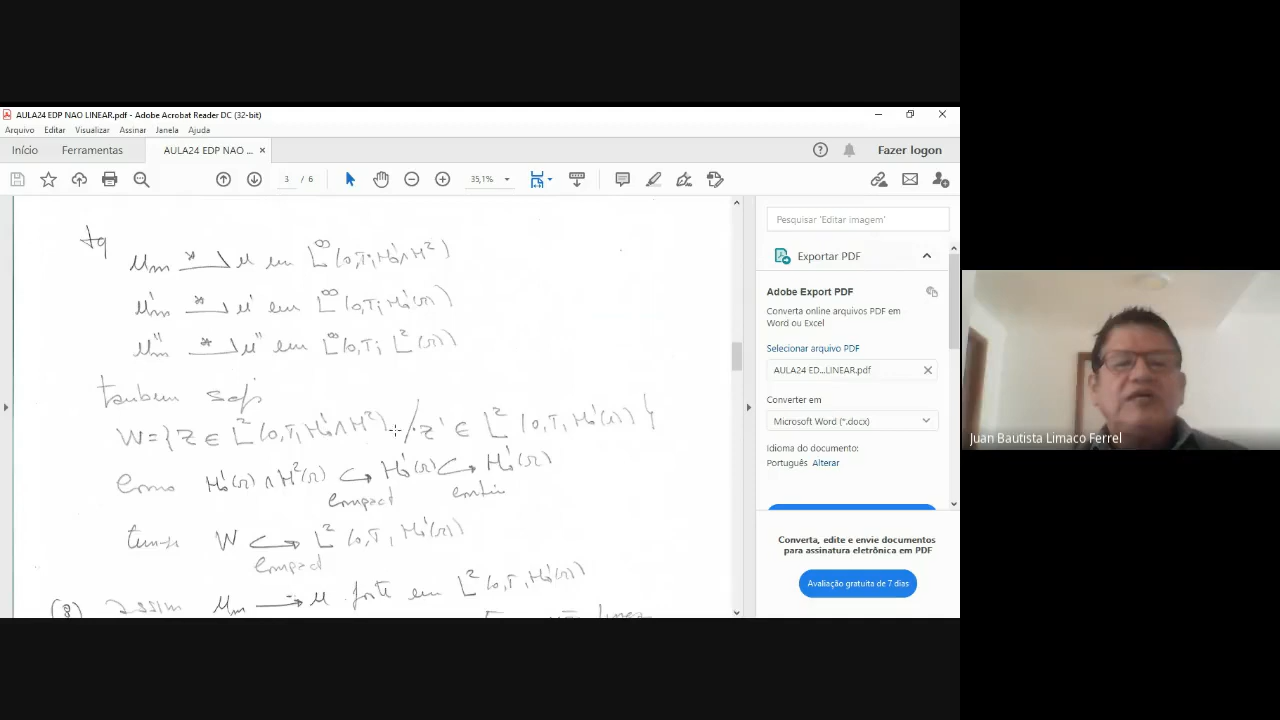 AULA24 EDP NAO LINEAR.pdf - Adobe Acrobat Reader DC (32-bit)
Arquivo Editar Visualizar Assinar Janela Ajuda
Início Ferramentas AULA24 EDP NAO ... × Fazer logon
3 / 6 35,1%
tq
u_m ⇀* u em L^∞(0,T; H_0^1∩H^2)
u'_m ⇀* u' em L^∞(0,T; H_0^1(Ω))
u''_m ⇀* u'' em L^∞(0,T; L^2(Ω))
também seja
W = { z ∈ L^2(0,T, H_0^1∩H^2) / z' ∈ L^2(0,T, H_0^1(Ω)) }
Como H_0^1(Ω)∩H^2(Ω) ↪ H_0^1(Ω) ↪ H_0^1(Ω)
compact contin
tem-se W ↪ L^2(0,T, H_0^1(Ω))
compact
(8) Assim u_m → u forte em L^2(0,T, H_0^1(Ω))
Pesquisar 'Editar imagem'
Exportar PDF
Adobe Export PDF
Converta online arquivos PDF em
Word ou Excel
Selecionar arquivo PDF
AULA24 ED...LINEAR.pdf ×
Converter em
Microsoft Word (*.docx)
Idioma do documento:
Português Alterar
Converta, edite e envie documentos
para assinatura eletrônica em PDF
Avaliação gratuita de 7 dias
Juan Bautista Limaco Ferrel